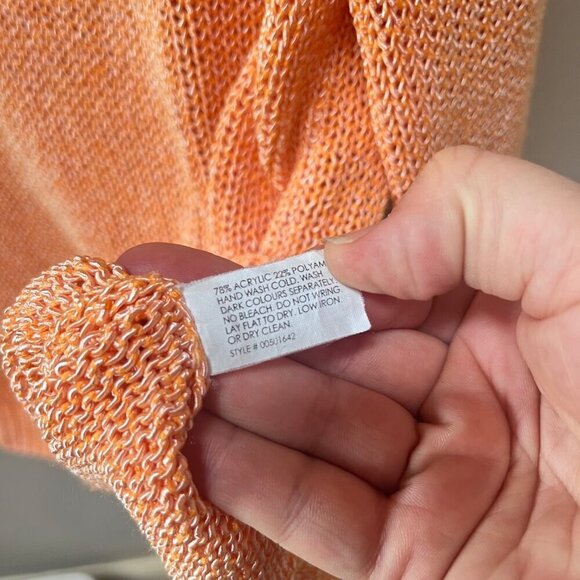 78% ACRYLIC 22% POLYAM
HAND WASH COLD. WASH
DARK COLOURS SEPARATELY.
NO BLEACH. DO NOT WRING.
LAY FLAT TO DRY. LOW IRON
OR DRY CLEAN.
STYLE # 00501642